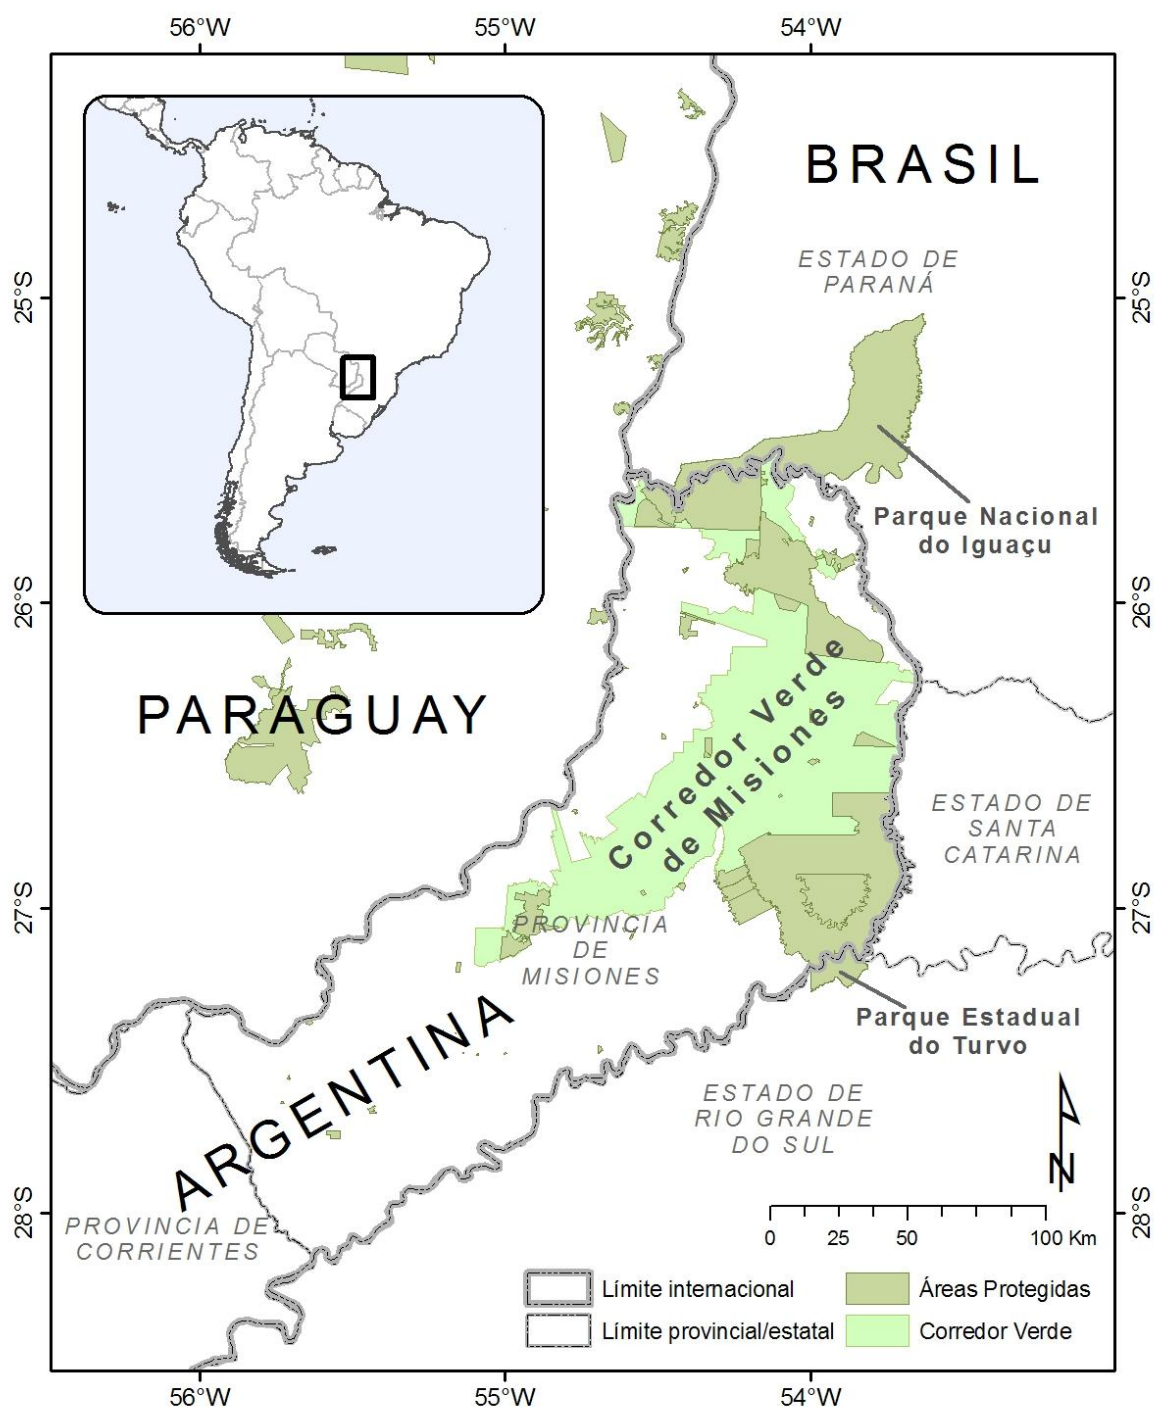 56°W
55°W
54°W
BRASIL
ESTADO DE
PARANÁ
25°S
25°S
Parque Nacional
do Iguaçu
26°S
26°S
PARAGUAY
Corredor Verde
de Misiones
ESTADO DE
SANTA
CATARINA
27°S
27°S
PROVINCIA
DE
MISIONES
Parque Estadual
do Turvo
ARGENTINA
ESTADO DE
RIO GRANDE
DO SUL
N
28°S
28°S
PROVINCIA DE
CORRIENTES
0 25 50 100 Km
Límite internacional
Áreas Protegidas
Límite provincial/estatal
Corredor Verde
56°W
55°W
54°W